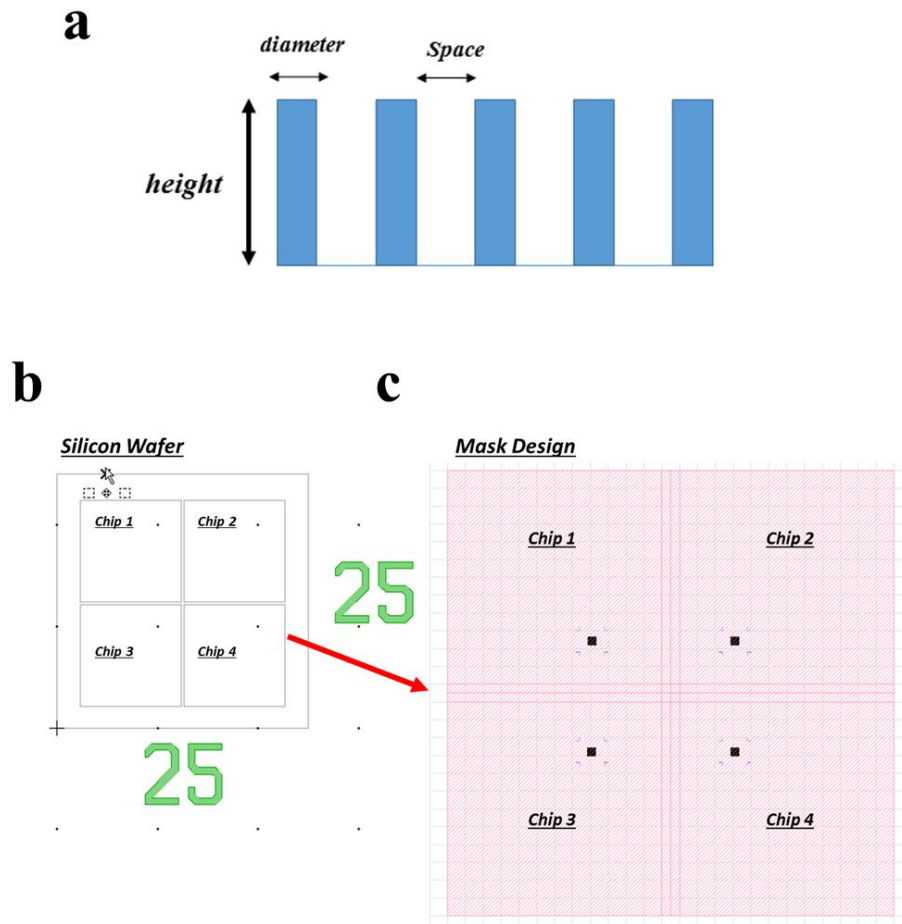 a
diameter
Space
height
b
c
Silicon Wafer
Mask Design
Chip 1
Chip 2
Chip 3
Chip 4
25
25
Chip 1
Chip 2
Chip 3
Chip 4